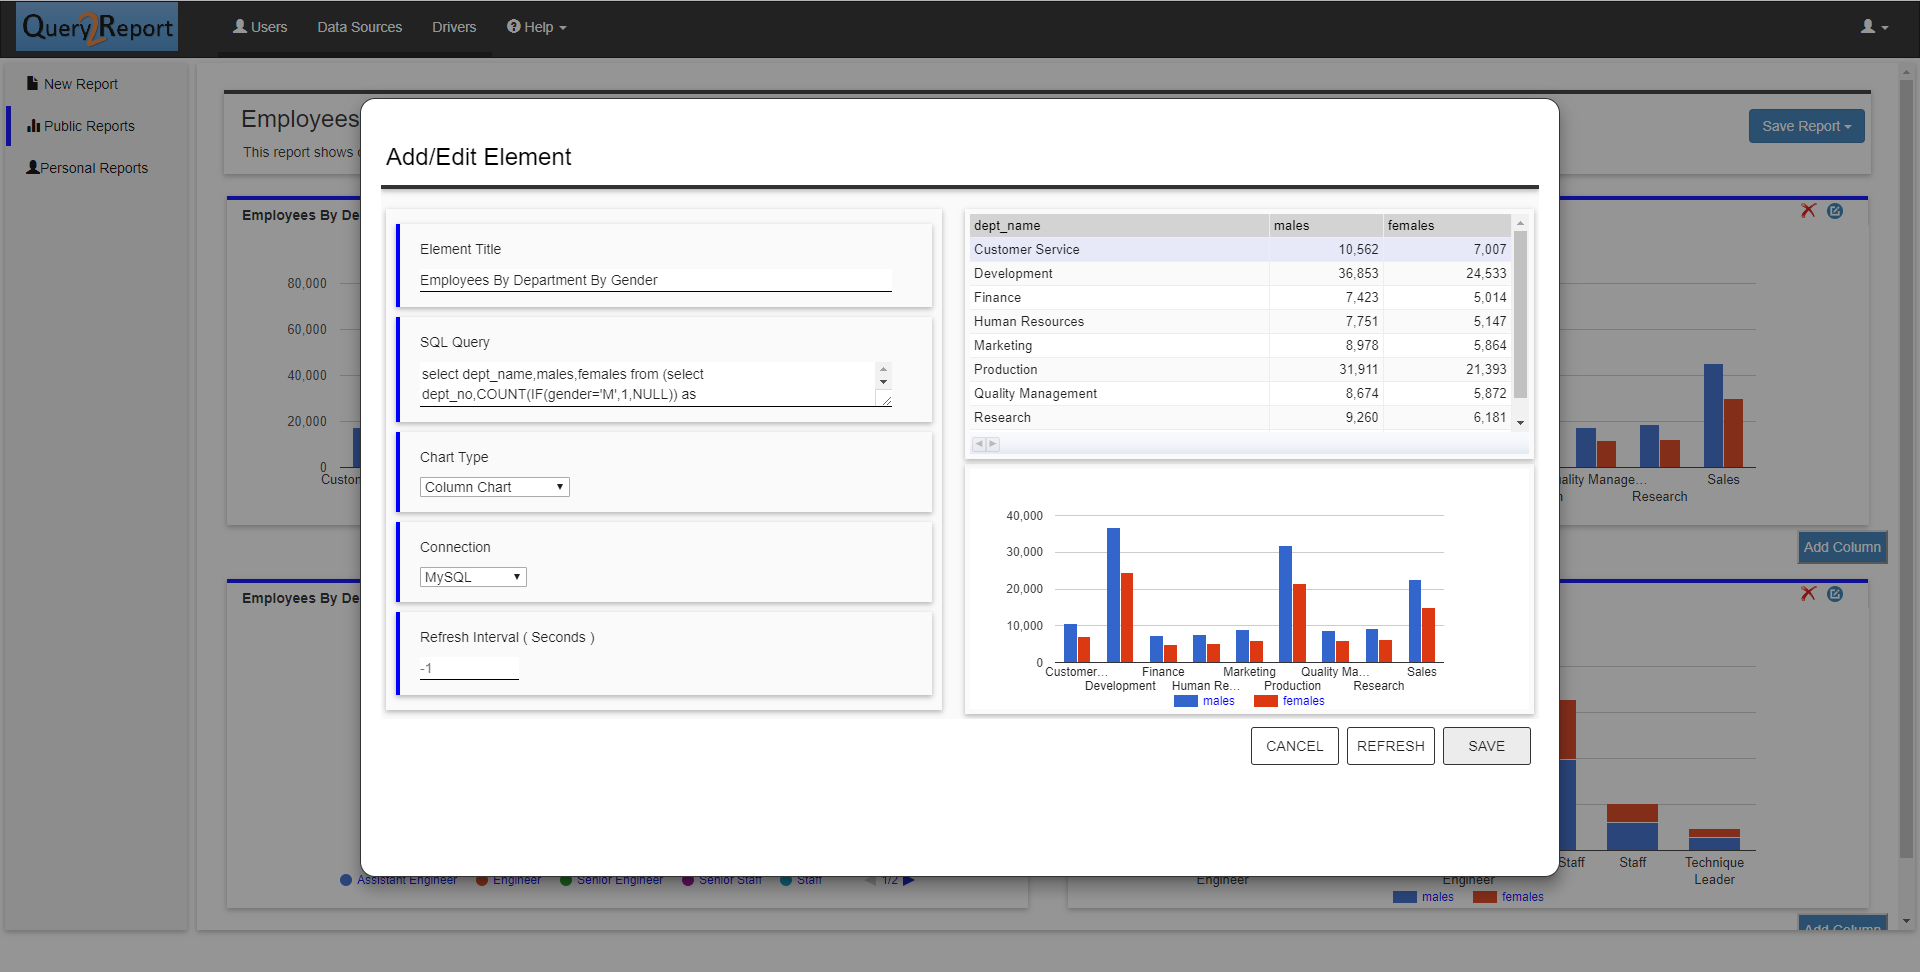 Query2Report
Users
Data Sources
Drivers
Help
New Report
Public Reports
Personal Reports
Employees
This report shows
Save Report
Employees By De
80,000
60,000
40,000
20,000
0
Add/Edit Element
Element Title
Employees By Department By Gender
SQL Query
select dept_name,males,females from (select
dept_no,COUNT(IF(gender='M',1,NULL)) as
Chart Type
Column Chart
Connection
MySQL
Refresh Interval ( Seconds )
-1
dept_name males females
Customer Service 10,562 7,007
Development 36,853 24,533
Finance 7,423 5,014
Human Resources 7,751 5,147
Marketing 8,978 5,864
Production 31,911 21,393
Quality Management 8,674 5,872
Research 9,260 6,181
40,000
30,000
20,000
10,000
0
Customer... Finance Marketing Quality Ma... Sales
Development Human Re... Production Research
males females
CANCEL REFRESH SAVE
ality Manage... Sales
Research
Add Column
Employees By De
Assistant Engineer Engineer Senior Engineer Senior Staff Staff 1/2
Staff Staff Technique
Leader
Engineer Engineer
males females
Add Column